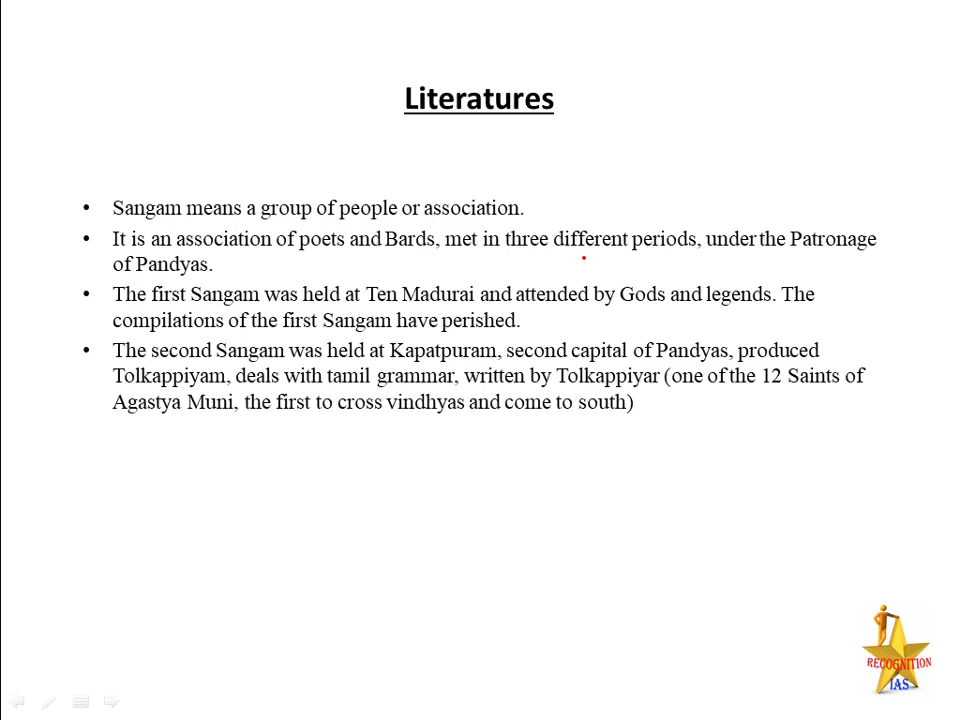 Literatures
• Sangam means a group of people or association.
• It is an association of poets and Bards, met in three different periods, under the Patronage
of Pandyas.
• The first Sangam was held at Ten Madurai and attended by Gods and legends. The
compilations of the first Sangam have perished.
• The second Sangam was held at Kapatpuram, second capital of Pandyas, produced
Tolkappiyam, deals with tamil grammar, written by Tolkappiyar (one of the 12 Saints of
Agastya Muni, the first to cross vindhyas and come to south)
RECOGNITION
IAS